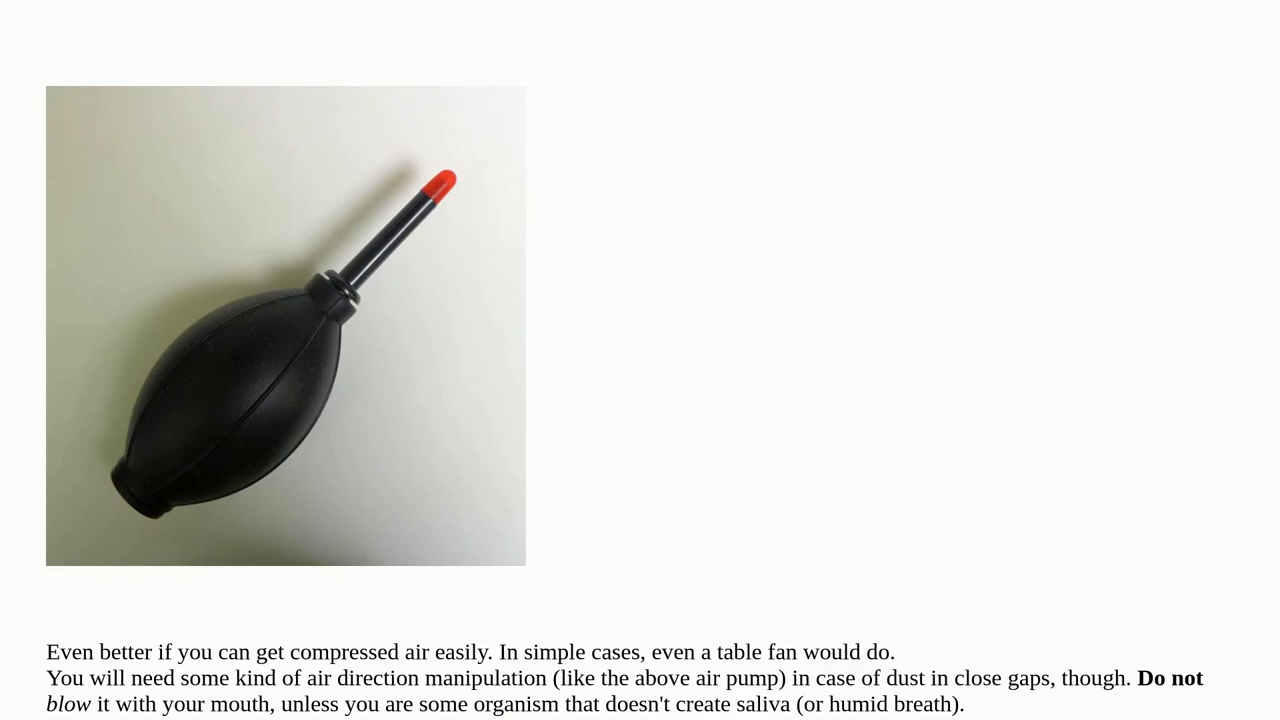 Even better if you can get compressed air easily. In simple cases, even a table fan would do.
You will need some kind of air direction manipulation (like the above air pump) in case of dust in close gaps, though. Do not
blow it with your mouth, unless you are some organism that doesn't create saliva (or humid breath).